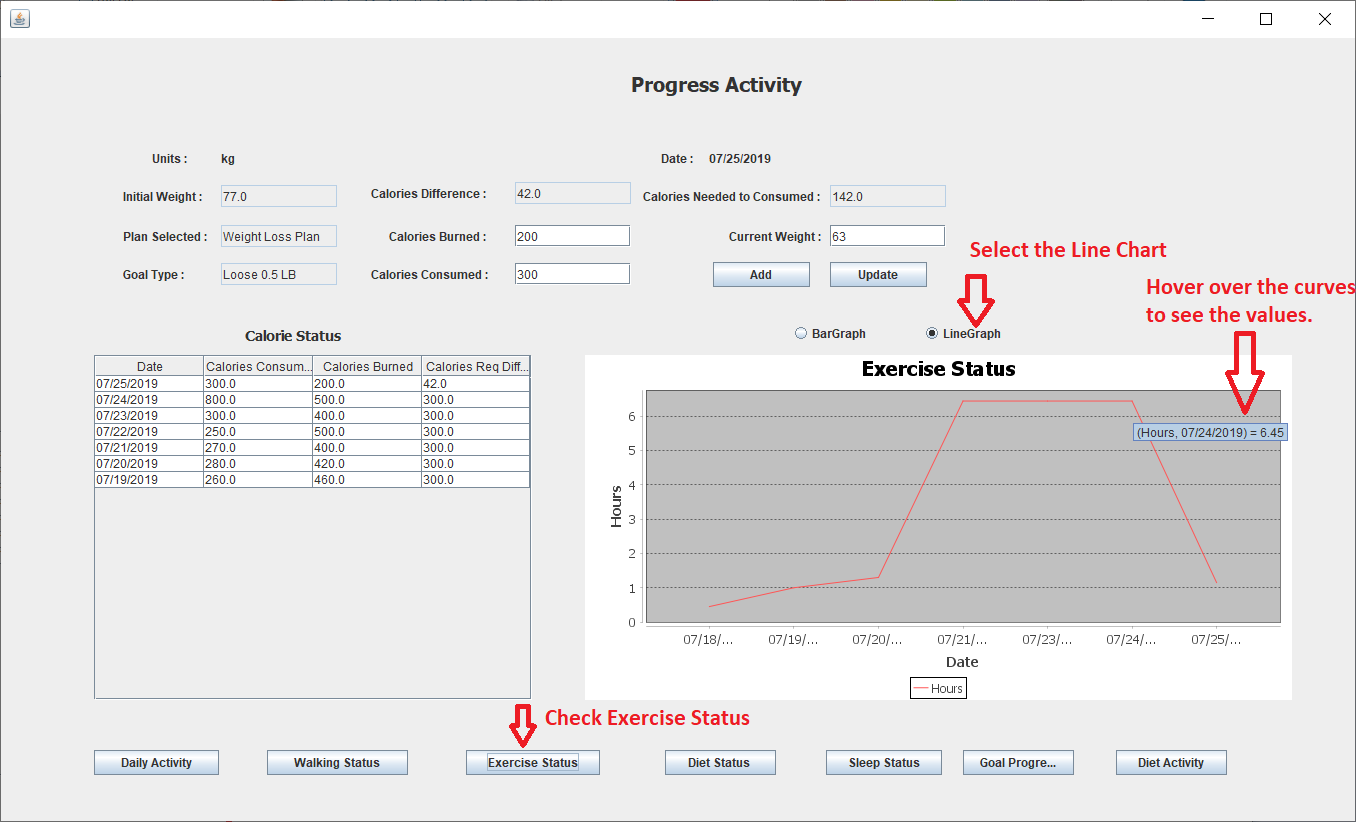 Progress Activity
Units : kg Date : 07/25/2019
Initial Weight : 77.0 Calories Difference : 42.0 Calories Needed to Consumed : 142.0
Plan Selected : Weight Loss Plan Calories Burned : 200 Current Weight : 63
Goal Type : Loose 0.5 LB Calories Consumed : 300 Add Update
Select the Line Chart
Hover over the curves
to see the values.
Calorie Status
BarGraph LineGraph
Date Calories Consum... Calories Burned Calories Req Diff...
07/25/2019 300.0 200.0 42.0
07/24/2019 800.0 500.0 300.0
07/23/2019 300.0 400.0 300.0
07/22/2019 250.0 500.0 300.0
07/21/2019 270.0 400.0 300.0
07/20/2019 280.0 420.0 300.0
07/19/2019 260.0 460.0 300.0
Exercise Status
(Hours, 07/24/2019) = 6.45
Hours
6
5
4
3
2
1
0
07/18/... 07/19/... 07/20/... 07/21/... 07/23/... 07/24/... 07/25/...
Date
Hours
Check Exercise Status
Daily Activity Walking Status Exercise Status Diet Status Sleep Status Goal Progre... Diet Activity